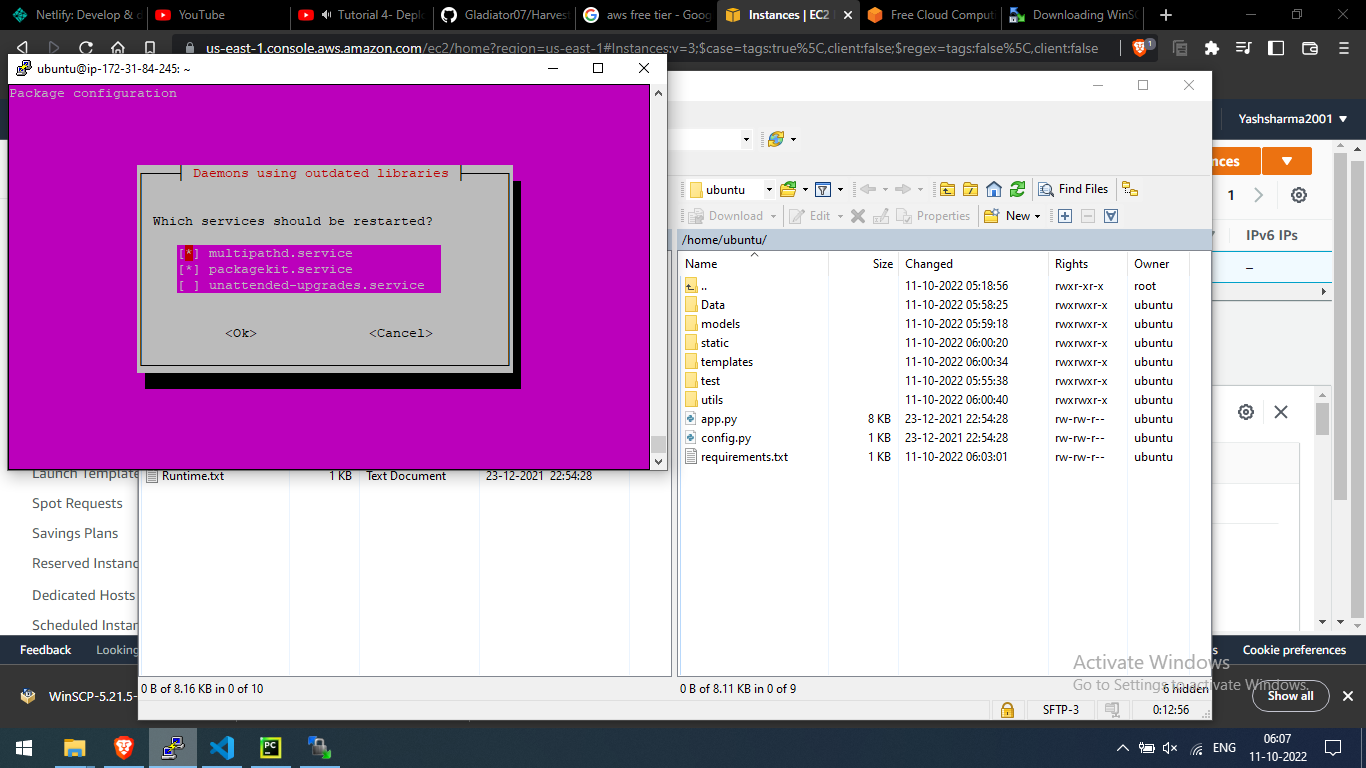 Netlify: Develop & d
YouTube
Tutorial 4- Deplo
Gladiator07/Harvest
aws free tier - Goog
Instances | EC2
Free Cloud Comput
Downloading WinS
us-east-1.console.aws.amazon.com/ec2/home?region=us-east-1#Instances:v=3;$case=tags:true%5C,client:false;$regex=tags:false%5C,client:false
1
ubuntu@ip-172-31-84-245: ~
Package configuration
Daemons using outdated libraries
Which services should be restarted?
[*] multipathd.service
[*] packagekit.service
[ ] unattended-upgrades.service
<Ok> <Cancel>
Yashsharma2001
nces
1
IPv6 IPs
–
ubuntu
Find Files
Download Edit Properties New
/home/ubuntu/
Name Size Changed Rights Owner
.. 11-10-2022 05:18:56 rwxr-xr-x root
Data 11-10-2022 05:58:25 rwxrwxr-x ubuntu
models 11-10-2022 05:59:18 rwxrwxr-x ubuntu
static 11-10-2022 06:00:20 rwxrwxr-x ubuntu
templates 11-10-2022 06:00:34 rwxrwxr-x ubuntu
test 11-10-2022 05:55:38 rwxrwxr-x ubuntu
utils 11-10-2022 06:00:40 rwxrwxr-x ubuntu
app.py 8 KB 23-12-2021 22:54:28 rw-rw-r-- ubuntu
config.py 1 KB 23-12-2021 22:54:28 rw-rw-r-- ubuntu
requirements.txt 1 KB 11-10-2022 06:03:01 rw-rw-r-- ubuntu
Runtime.txt 1 KB Text Document 23-12-2021 22:54:28
Launch Template
Spot Requests
Savings Plans
Reserved Instanc
Dedicated Hosts
Scheduled Instar
Feedback Looking
s Cookie preferences
Activate Windows
Go to Settings to activate Windows.
0 B of 8.16 KB in 0 of 10
0 B of 8.11 KB in 0 of 9
6 hidden
WinSCP-5.21.5-
Show all
SFTP-3
0:12:56
PC
ENG
06:07
11-10-2022